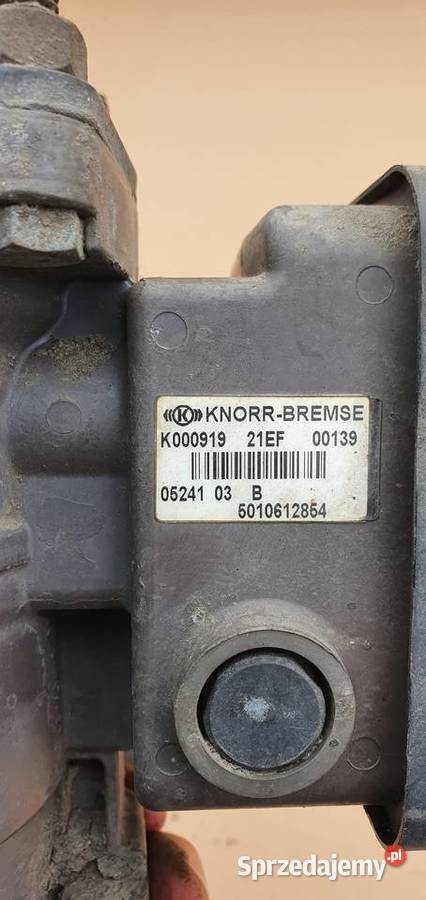 KNORR-BREMSE
K000919 21EF 00139
05241 03 B
5010612854
Sprzedajemy.pl